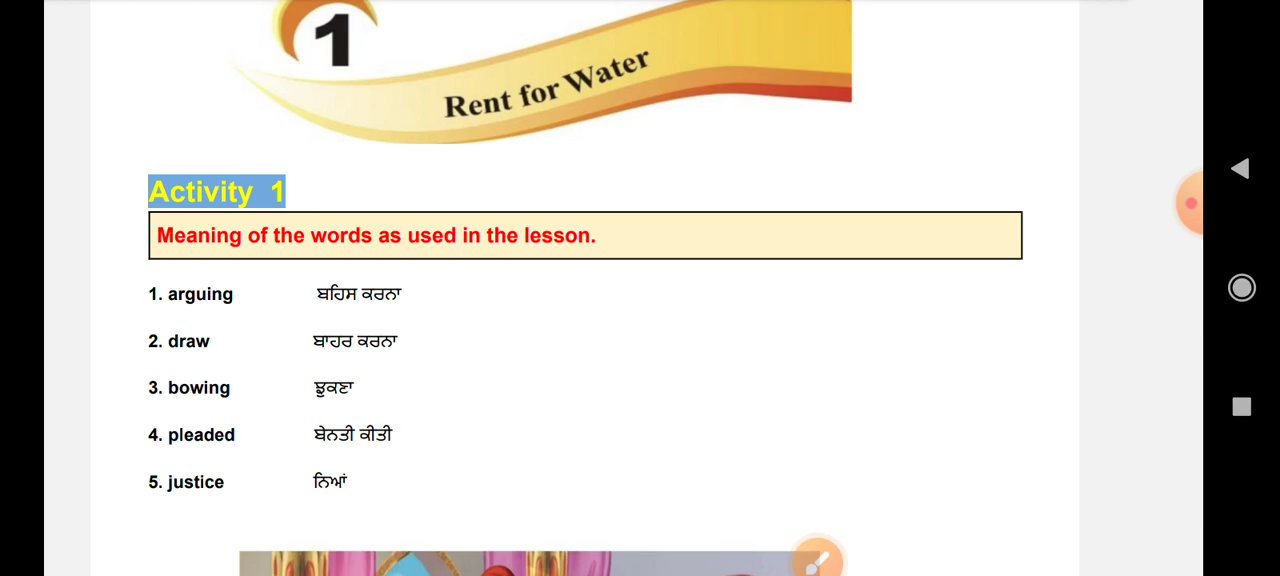 1
Rent for Water
Activity 1
Meaning of the words as used in the lesson.
1. arguing ਬਹਿਸ ਕਰਨਾ
2. draw ਬਾਹਰ ਕਰਨਾ
3. bowing ਝੁਕਣਾ
4. pleaded ਬੇਨਤੀ ਕੀਤੀ
5. justice ਨਿਆਂ